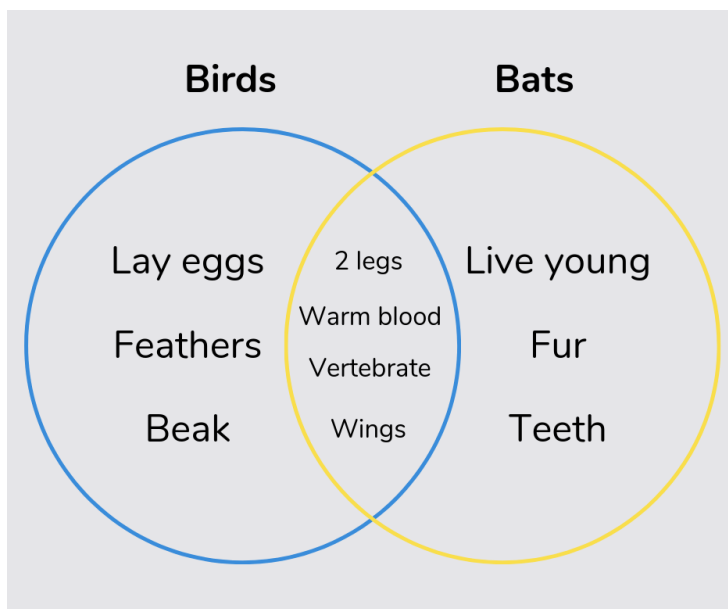 Birds
Bats
Lay eggs
Feathers
Beak
2 legs
Warm blood
Vertebrate
Wings
Live young
Fur
Teeth